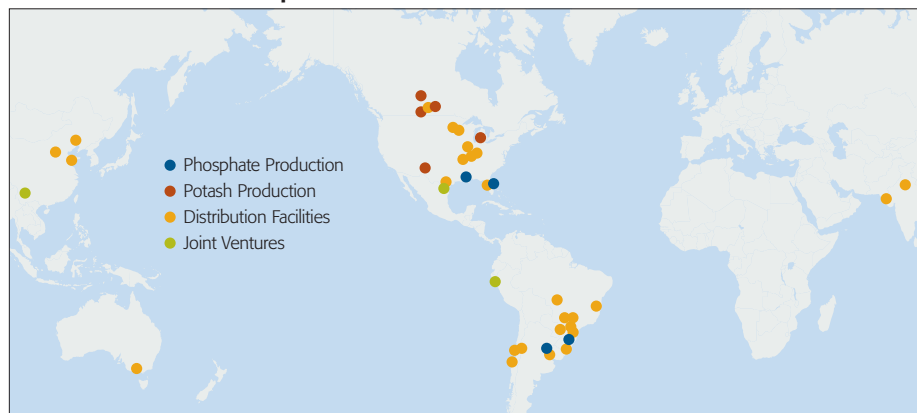 Phosphate Production
Potash Production
Distribution Facilities
Joint Ventures